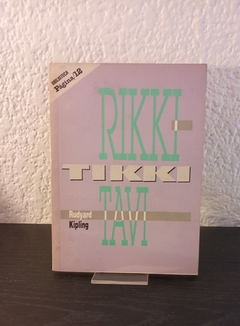 BIBLIOTECA
Página/12
RIKKI-
TIKKI
TAVI
Rudyard
Kipling